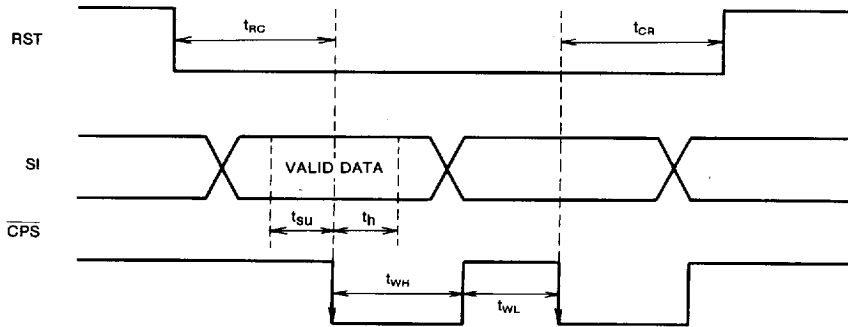 RST
tRC
tCR
SI
VALID DATA
tsu
th
CPS
tWH
tWL